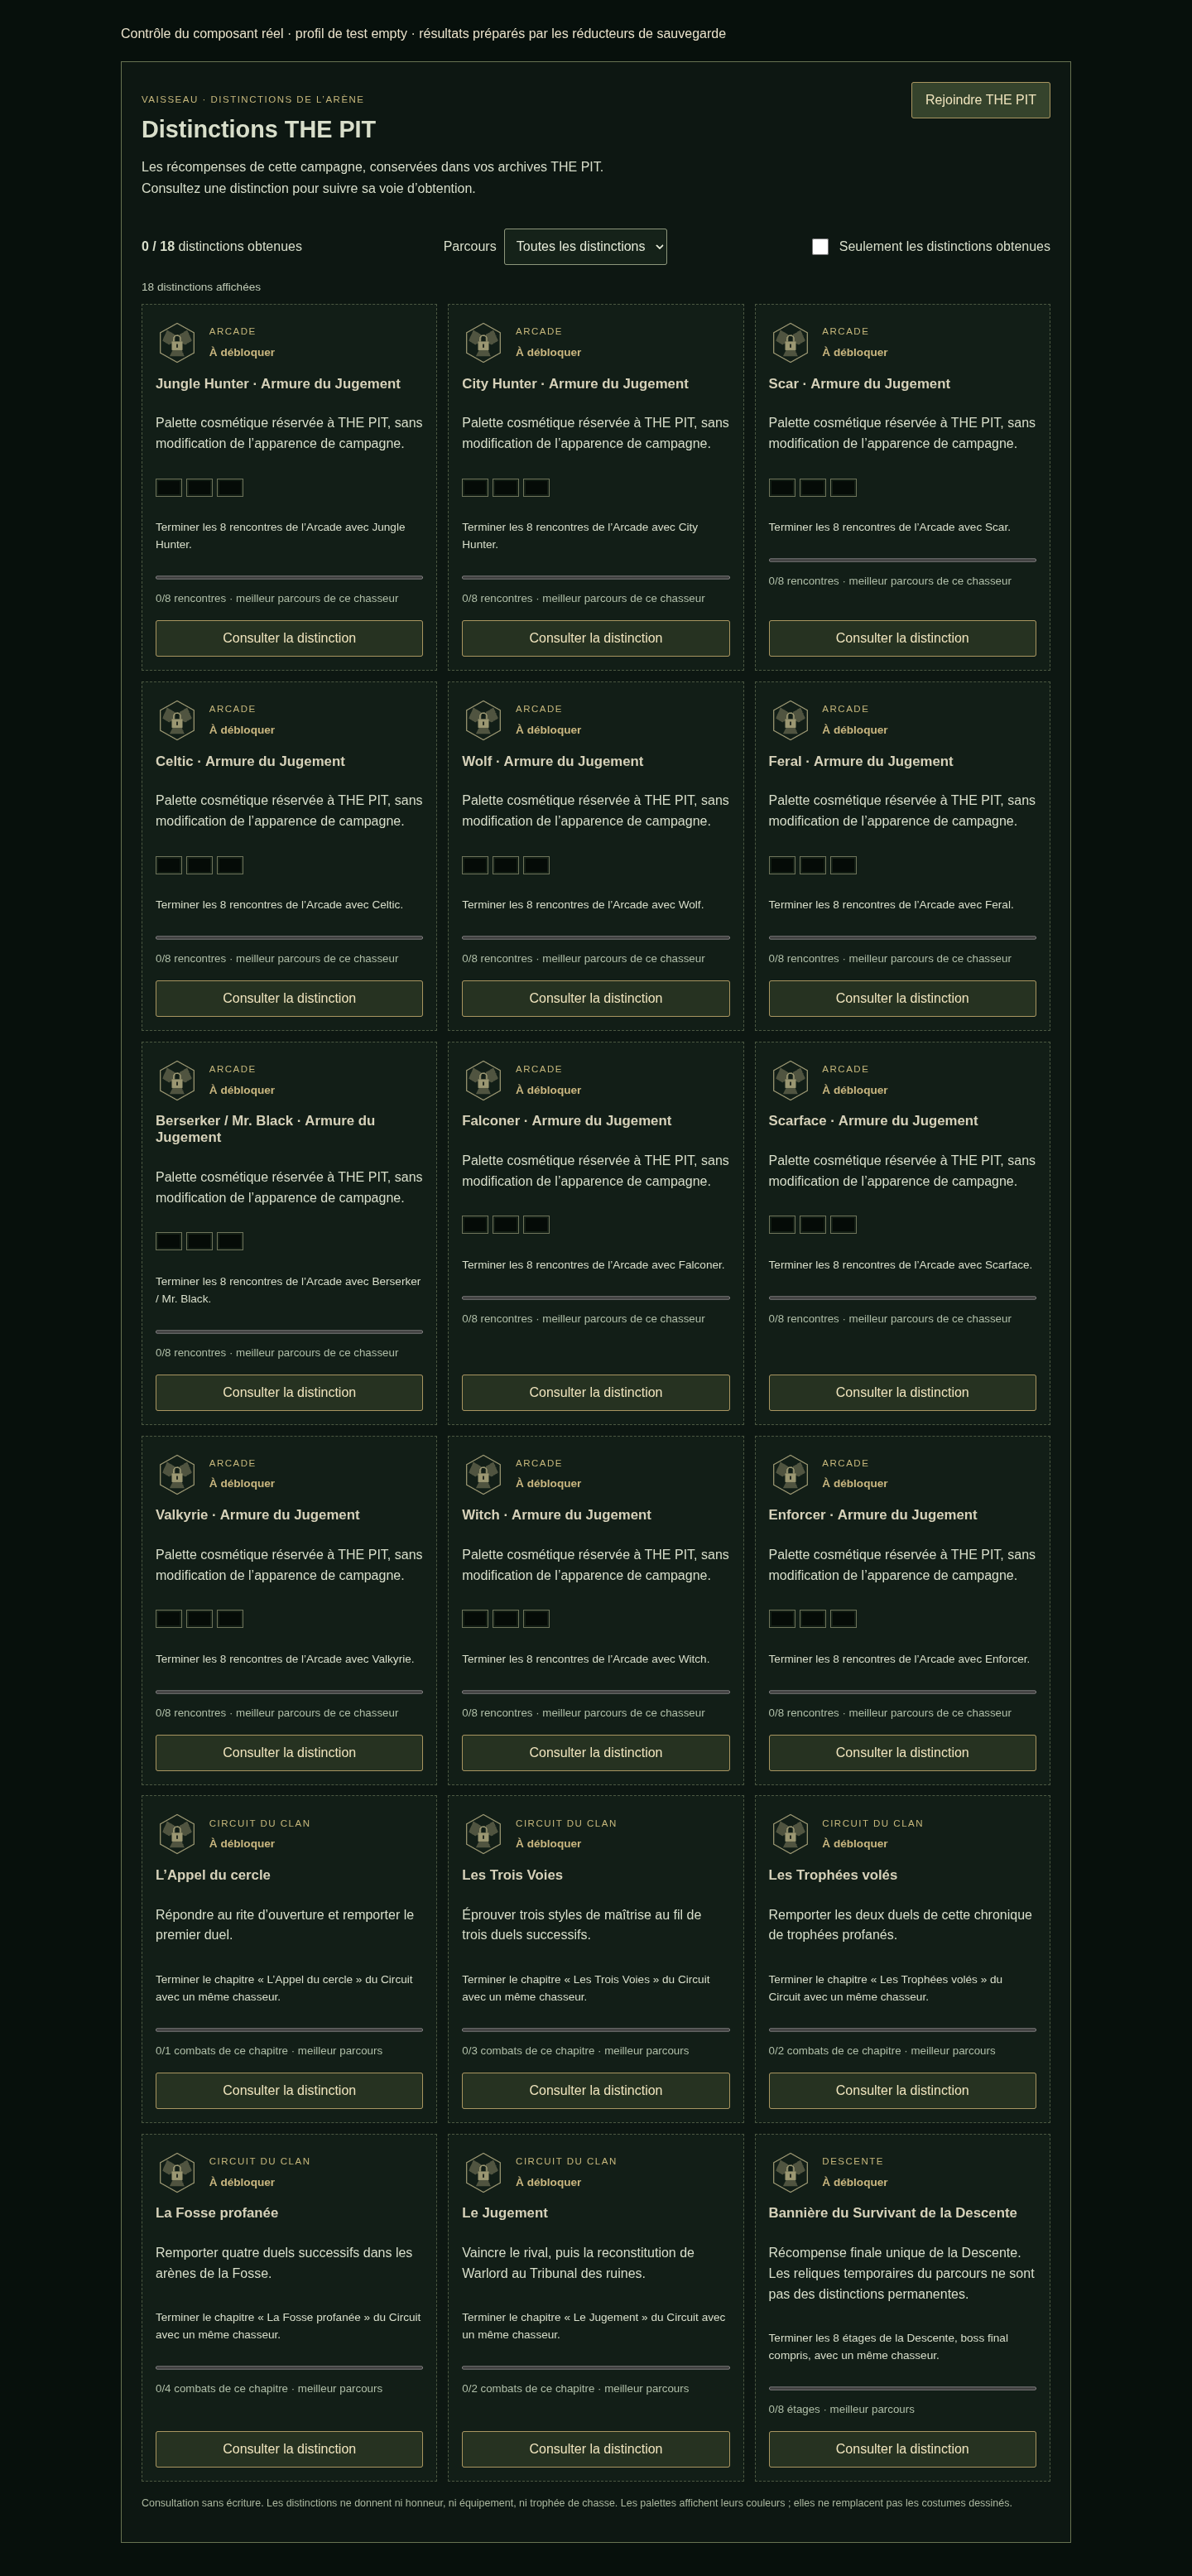 Contrôle du composant réel · profil de test empty · résultats préparés par les réducteurs de sauvegarde
VAISSEAU · DISTINCTIONS DE L’ARÈNE
Rejoindre THE PIT
Distinctions THE PIT
Les récompenses de cette campagne, conservées dans vos archives THE PIT.
Consultez une distinction pour suivre sa voie d’obtention.
0 / 18 distinctions obtenues
Parcours
Toutes les distinctions
Seulement les distinctions obtenues
18 distinctions affichées
ARCADE
À débloquer
Jungle Hunter · Armure du Jugement
Palette cosmétique réservée à THE PIT, sans
modification de l’apparence de campagne.
Terminer les 8 rencontres de l’Arcade avec Jungle
Hunter.
0/8 rencontres · meilleur parcours de ce chasseur
Consulter la distinction
ARCADE
À débloquer
City Hunter · Armure du Jugement
Palette cosmétique réservée à THE PIT, sans
modification de l’apparence de campagne.
Terminer les 8 rencontres de l’Arcade avec City
Hunter.
0/8 rencontres · meilleur parcours de ce chasseur
Consulter la distinction
ARCADE
À débloquer
Scar · Armure du Jugement
Palette cosmétique réservée à THE PIT, sans
modification de l’apparence de campagne.
Terminer les 8 rencontres de l’Arcade avec Scar.
0/8 rencontres · meilleur parcours de ce chasseur
Consulter la distinction
ARCADE
À débloquer
Celtic · Armure du Jugement
Palette cosmétique réservée à THE PIT, sans
modification de l’apparence de campagne.
Terminer les 8 rencontres de l’Arcade avec Celtic.
0/8 rencontres · meilleur parcours de ce chasseur
Consulter la distinction
ARCADE
À débloquer
Wolf · Armure du Jugement
Palette cosmétique réservée à THE PIT, sans
modification de l’apparence de campagne.
Terminer les 8 rencontres de l’Arcade avec Wolf.
0/8 rencontres · meilleur parcours de ce chasseur
Consulter la distinction
ARCADE
À débloquer
Feral · Armure du Jugement
Palette cosmétique réservée à THE PIT, sans
modification de l’apparence de campagne.
Terminer les 8 rencontres de l’Arcade avec Feral.
0/8 rencontres · meilleur parcours de ce chasseur
Consulter la distinction
ARCADE
À débloquer
Berserker / Mr. Black · Armure du
Jugement
Palette cosmétique réservée à THE PIT, sans
modification de l’apparence de campagne.
Terminer les 8 rencontres de l’Arcade avec Berserker
/ Mr. Black.
0/8 rencontres · meilleur parcours de ce chasseur
Consulter la distinction
ARCADE
À débloquer
Falconer · Armure du Jugement
Palette cosmétique réservée à THE PIT, sans
modification de l’apparence de campagne.
Terminer les 8 rencontres de l’Arcade avec Falconer.
0/8 rencontres · meilleur parcours de ce chasseur
Consulter la distinction
ARCADE
À débloquer
Scarface · Armure du Jugement
Palette cosmétique réservée à THE PIT, sans
modification de l’apparence de campagne.
Terminer les 8 rencontres de l’Arcade avec Scarface.
0/8 rencontres · meilleur parcours de ce chasseur
Consulter la distinction
ARCADE
À débloquer
Valkyrie · Armure du Jugement
Palette cosmétique réservée à THE PIT, sans
modification de l’apparence de campagne.
Terminer les 8 rencontres de l’Arcade avec Valkyrie.
0/8 rencontres · meilleur parcours de ce chasseur
Consulter la distinction
ARCADE
À débloquer
Witch · Armure du Jugement
Palette cosmétique réservée à THE PIT, sans
modification de l’apparence de campagne.
Terminer les 8 rencontres de l’Arcade avec Witch.
0/8 rencontres · meilleur parcours de ce chasseur
Consulter la distinction
ARCADE
À débloquer
Enforcer · Armure du Jugement
Palette cosmétique réservée à THE PIT, sans
modification de l’apparence de campagne.
Terminer les 8 rencontres de l’Arcade avec Enforcer.
0/8 rencontres · meilleur parcours de ce chasseur
Consulter la distinction
CIRCUIT DU CLAN
À débloquer
L’Appel du cercle
Répondre au rite d’ouverture et remporter le
premier duel.
Terminer le chapitre « L’Appel du cercle » du Circuit
avec un même chasseur.
0/1 combats de ce chapitre · meilleur parcours
Consulter la distinction
CIRCUIT DU CLAN
À débloquer
Les Trois Voies
Éprouver trois styles de maîtrise au fil de
trois duels successifs.
Terminer le chapitre « Les Trois Voies » du Circuit
avec un même chasseur.
0/3 combats de ce chapitre · meilleur parcours
Consulter la distinction
CIRCUIT DU CLAN
À débloquer
Les Trophées volés
Remporter les deux duels de cette chronique
de trophées profanés.
Terminer le chapitre « Les Trophées volés » du
Circuit avec un même chasseur.
0/2 combats de ce chapitre · meilleur parcours
Consulter la distinction
CIRCUIT DU CLAN
À débloquer
La Fosse profanée
Remporter quatre duels successifs dans les
arènes de la Fosse.
Terminer le chapitre « La Fosse profanée » du Circuit
avec un même chasseur.
0/4 combats de ce chapitre · meilleur parcours
Consulter la distinction
CIRCUIT DU CLAN
À débloquer
Le Jugement
Vaincre le rival, puis la reconstitution de
Warlord au Tribunal des ruines.
Terminer le chapitre « Le Jugement » du Circuit avec
un même chasseur.
0/2 combats de ce chapitre · meilleur parcours
Consulter la distinction
DESCENTE
À débloquer
Bannière du Survivant de la Descente
Récompense finale unique de la Descente.
Les reliques temporaires du parcours ne sont
pas des distinctions permanentes.
Terminer les 8 étages de la Descente, boss final
compris, avec un même chasseur.
0/8 étages · meilleur parcours
Consulter la distinction
Consultation sans écriture. Les distinctions ne donnent ni honneur, ni équipement, ni trophée de chasse. Les palettes affichent leurs couleurs ; elles ne remplacent pas les costumes dessinés.